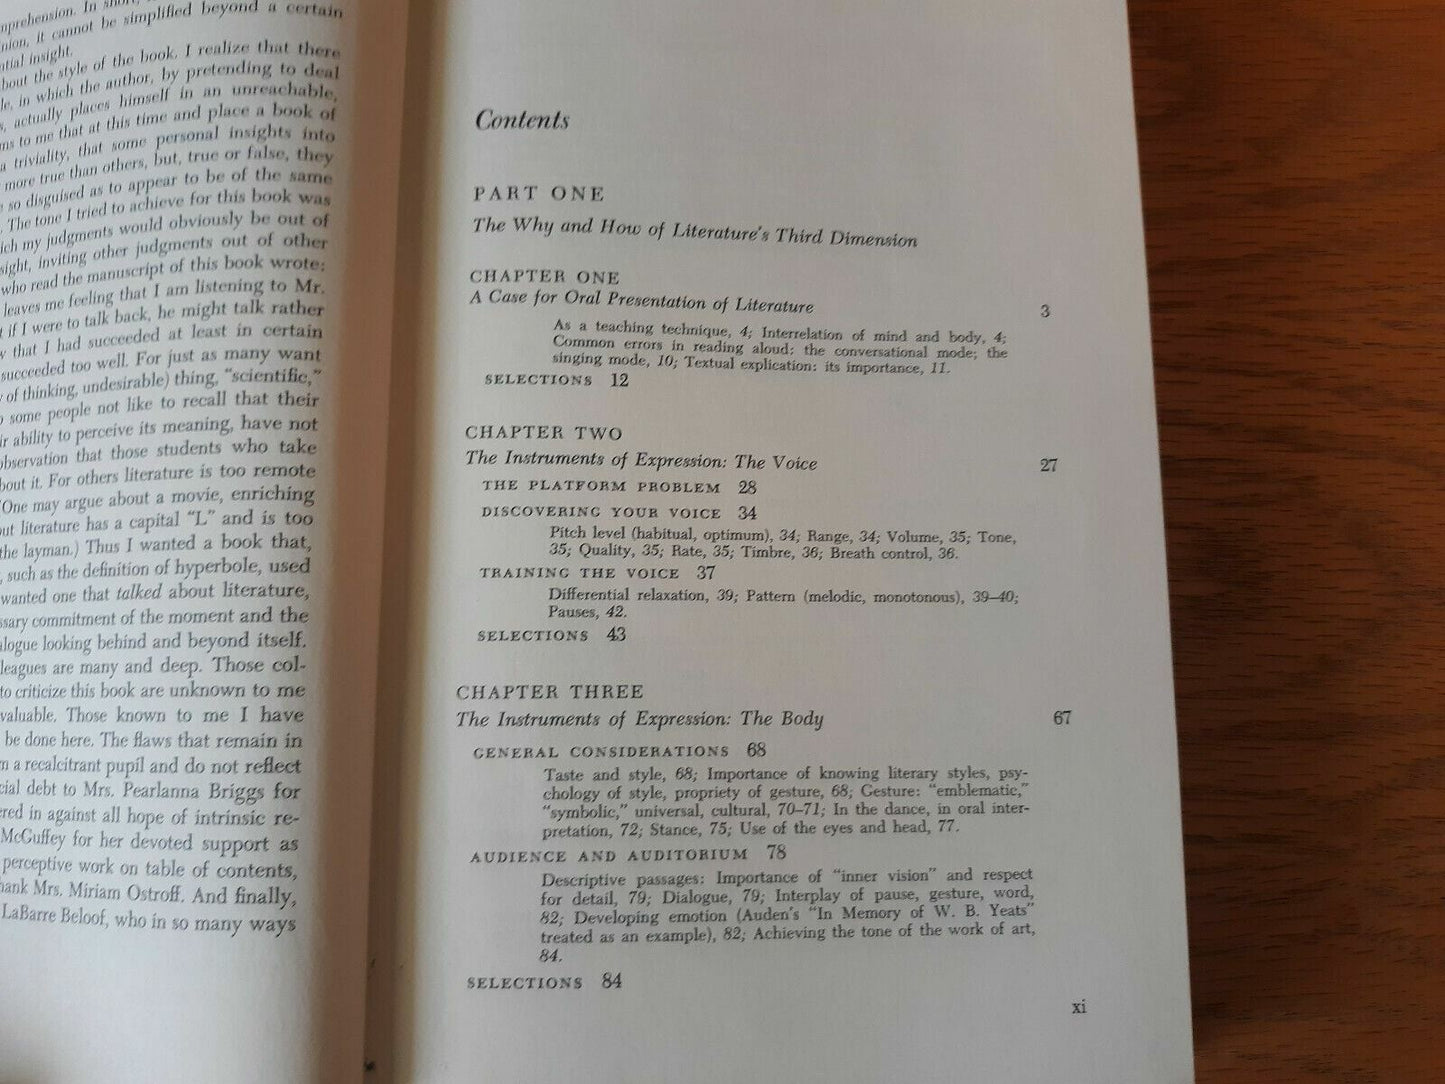 mprehension. In short,
nion, it cannot be simplified beyond a certain
ntial insight.
bout the style of the book. I realize that there
le, in which the author, by pretending to deal
s, actually places himself in an unreachable,
ms to me that at this time and place a book of
a triviality, that some personal insights into
more true than others, but, true or false, they
so disguised as to appear to be of the same
. The tone I tried to achieve for this book was
ich my judgments would obviously be out of
sight, inviting other judgments out of other
who read the manuscript of this book wrote:
leaves me feeling that I am listening to Mr.
t if I were to talk back, he might talk rather
w that I had succeeded at least in certain
succeeded too well. For just as many want
of thinking, undesirable) thing, "scientific,"
o some people not like to recall that their
ir ability to perceive its meaning, have not
observation that those students who take
bout it. For others literature is too remote
"One may argue about a movie, enriching
but literature has a capital "L" and is too
the layman.) Thus I wanted a book that,
, such as the definition of hyperbole, used
wanted one that talked about literature,
ssary commitment of the moment and the
alogue looking behind and beyond itself.
leagues are many and deep. Those col-
to criticize this book are unknown to me
valuable. Those known to me I have
be done here. The flaws that remain in
m a recalcitrant pupil and do not reflect
cial debt to Mrs. Pearlanna Briggs for
ered in against all hope of intrinsic re-
McGuffey for her devoted support as
perceptive work on table of contents,
hank Mrs. Miriam Ostroff. And finally,
LaBarre Beloof, who in so many ways
Contents
PART ONE
The Why and How of Literature's Third Dimension
CHAPTER ONE
A Case for Oral Presentation of Literature 3
As a teaching technique, 4; Interrelation of mind and body, 4;
Common errors in reading aloud: the conversational mode; the
singing mode, 10; Textual explication: its importance, 11.
SELECTIONS 12
CHAPTER TWO
The Instruments of Expression: The Voice 27
THE PLATFORM PROBLEM 28
DISCOVERING YOUR VOICE 34
Pitch level (habitual, optimum), 34; Range, 34; Volume, 35; Tone,
35; Quality, 35; Rate, 35; Timbre, 36; Breath control, 36.
TRAINING THE VOICE 37
Differential relaxation, 39; Pattern (melodic, monotonous), 39–40;
Pauses, 42.
SELECTIONS 43
CHAPTER THREE
The Instruments of Expression: The Body 67
GENERAL CONSIDERATIONS 68
Taste and style, 68; Importance of knowing literary styles, psy-
chology of style, propriety of gesture, 68; Gesture: "emblematic,"
"symbolic," universal, cultural, 70–71; In the dance, in oral inter-
pretation, 72; Stance, 75; Use of the eyes and head, 77.
AUDIENCE AND AUDITORIUM 78
Descriptive passages: Importance of "inner vision" and respect
for detail, 79; Dialogue, 79; Interplay of pause, gesture, word,
82; Developing emotion (Auden's "In Memory of W. B. Yeats"
treated as an example), 82; Achieving the tone of the work of art,
84.
SELECTIONS 84
xi